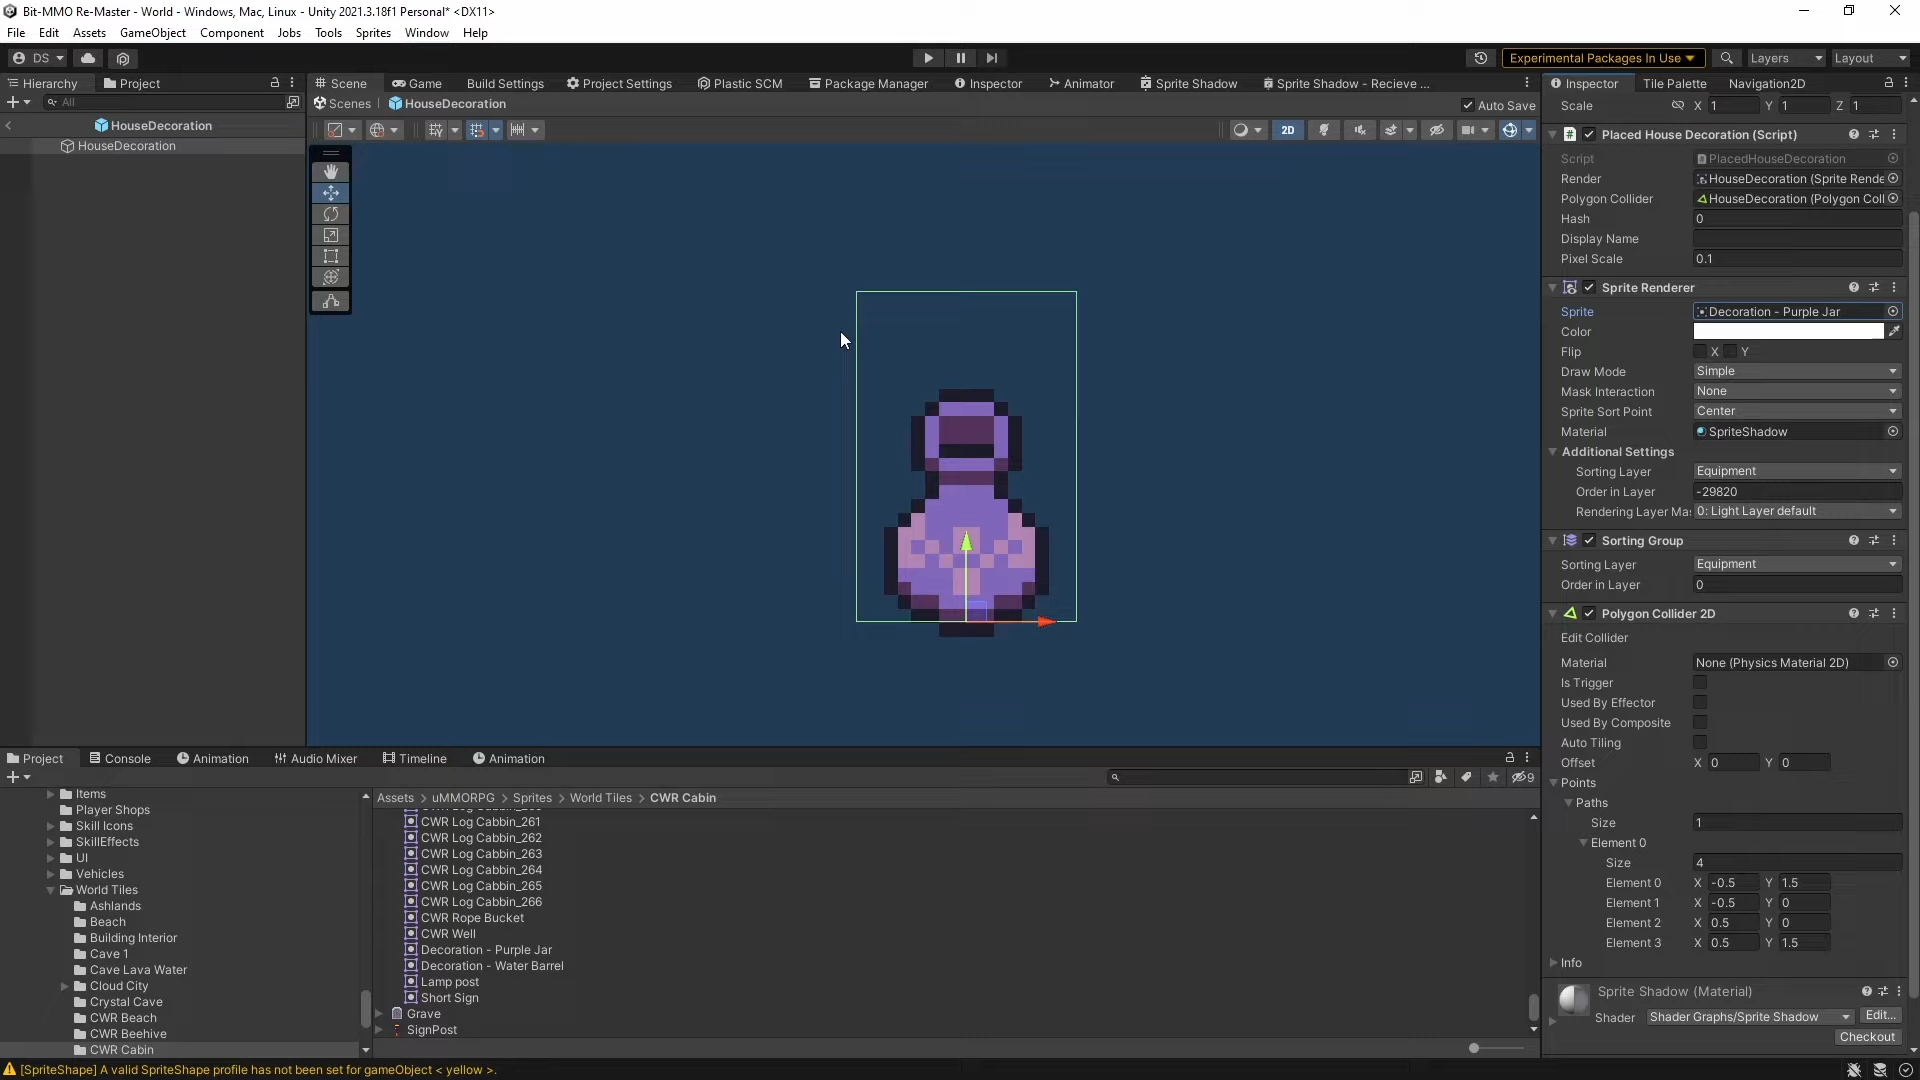 Bit-MMO Re-Master - World - Windows, Mac, Linux - Unity 2021.3.18f1 Personal* <DX11>
File Edit Assets GameObject Component Jobs Tools Sprites Window Help
DS
Experimental Packages In Use
Layers
Layout
Hierarchy
Project
Scene
Game
Build Settings
Project Settings
Plastic SCM
Package Manager
Inspector
Animator
Sprite Shadow
Sprite Shadow - Recieve ...
Inspector
Tile Palette
Navigation2D
All
Scenes
HouseDecoration
Auto Save
HouseDecoration
HouseDecoration
2D
Scale X 1 Y 1 Z 1
Placed House Decoration (Script)
Script PlacedHouseDecoration
Render HouseDecoration (Sprite Rende
Polygon Collider HouseDecoration (Polygon Coll
Hash 0
Display Name
Pixel Scale 0.1
Sprite Renderer
Sprite Decoration - Purple Jar
Color
Flip X Y
Draw Mode Simple
Mask Interaction None
Sprite Sort Point Center
Material SpriteShadow
Additional Settings
Sorting Layer Equipment
Order in Layer -29820
Rendering Layer Ma: 0: Light Layer default
Sorting Group
Sorting Layer Equipment
Order in Layer 0
Polygon Collider 2D
Edit Collider
Material None (Physics Material 2D)
Is Trigger
Used By Effector
Used By Composite
Auto Tiling
Offset X 0 Y 0
Points
Paths
Size 1
Element 0
Size 4
Element 0 X -0.5 Y 1.5
Element 1 X -0.5 Y 0
Element 2 X 0.5 Y 0
Element 3 X 0.5 Y 1.5
Info
Sprite Shadow (Material)
Shader Shader Graphs/Sprite Shadow Edit...
Checkout
Project
Console
Animation
Audio Mixer
Timeline
Animation
9
Items
Player Shops
Skill Icons
SkillEffects
UI
Vehicles
World Tiles
Ashlands
Beach
Building Interior
Cave 1
Cave Lava Water
Cloud City
Crystal Cave
CWR Beach
CWR Beehive
CWR Cabin
Assets > uMMORPG > Sprites > World Tiles > CWR Cabin
CWR Log Cabbin_261
CWR Log Cabbin_262
CWR Log Cabbin_263
CWR Log Cabbin_264
CWR Log Cabbin_265
CWR Log Cabbin_266
CWR Rope Bucket
CWR Well
Decoration - Purple Jar
Decoration - Water Barrel
Lamp post
Short Sign
Grave
SignPost
[SpriteShape] A valid SpriteShape profile has not been set for gameObject < yellow >.